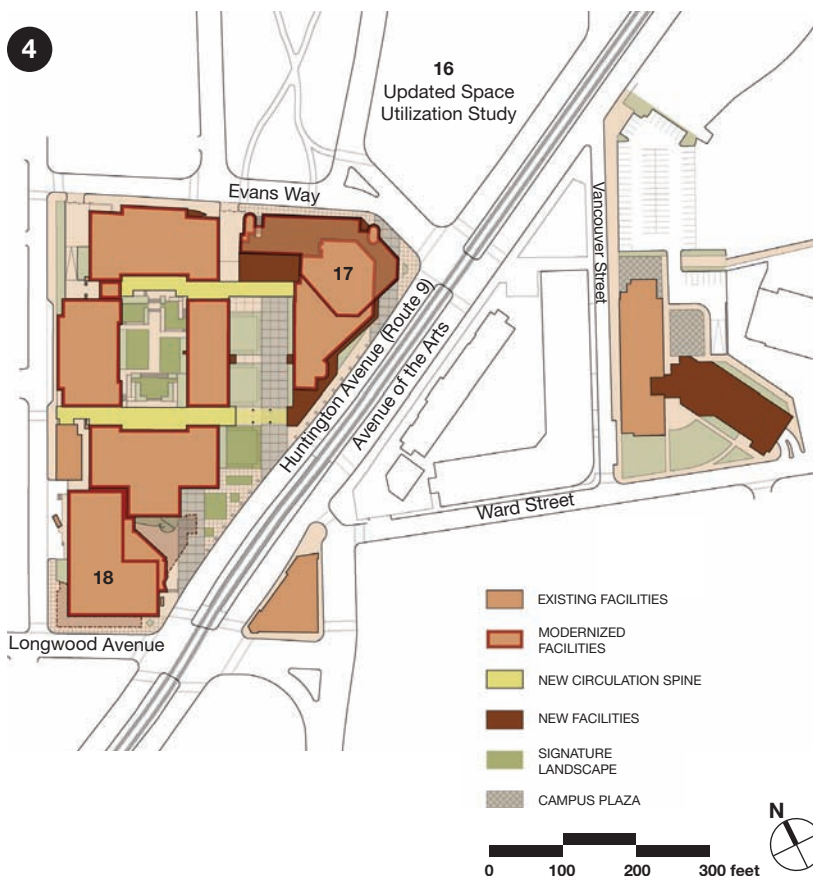 4
16
Updated Space
Utilization Study
Evans Way
Vancouver Street
17
Huntington Avenue (Route 9)
Avenue of the Arts
Ward Street
18
Longwood Avenue
EXISTING FACILITIES
MODERNIZED
FACILITIES
NEW CIRCULATION SPINE
NEW FACILITIES
SIGNATURE
LANDSCAPE
CAMPUS PLAZA
N
0 100 200 300 feet